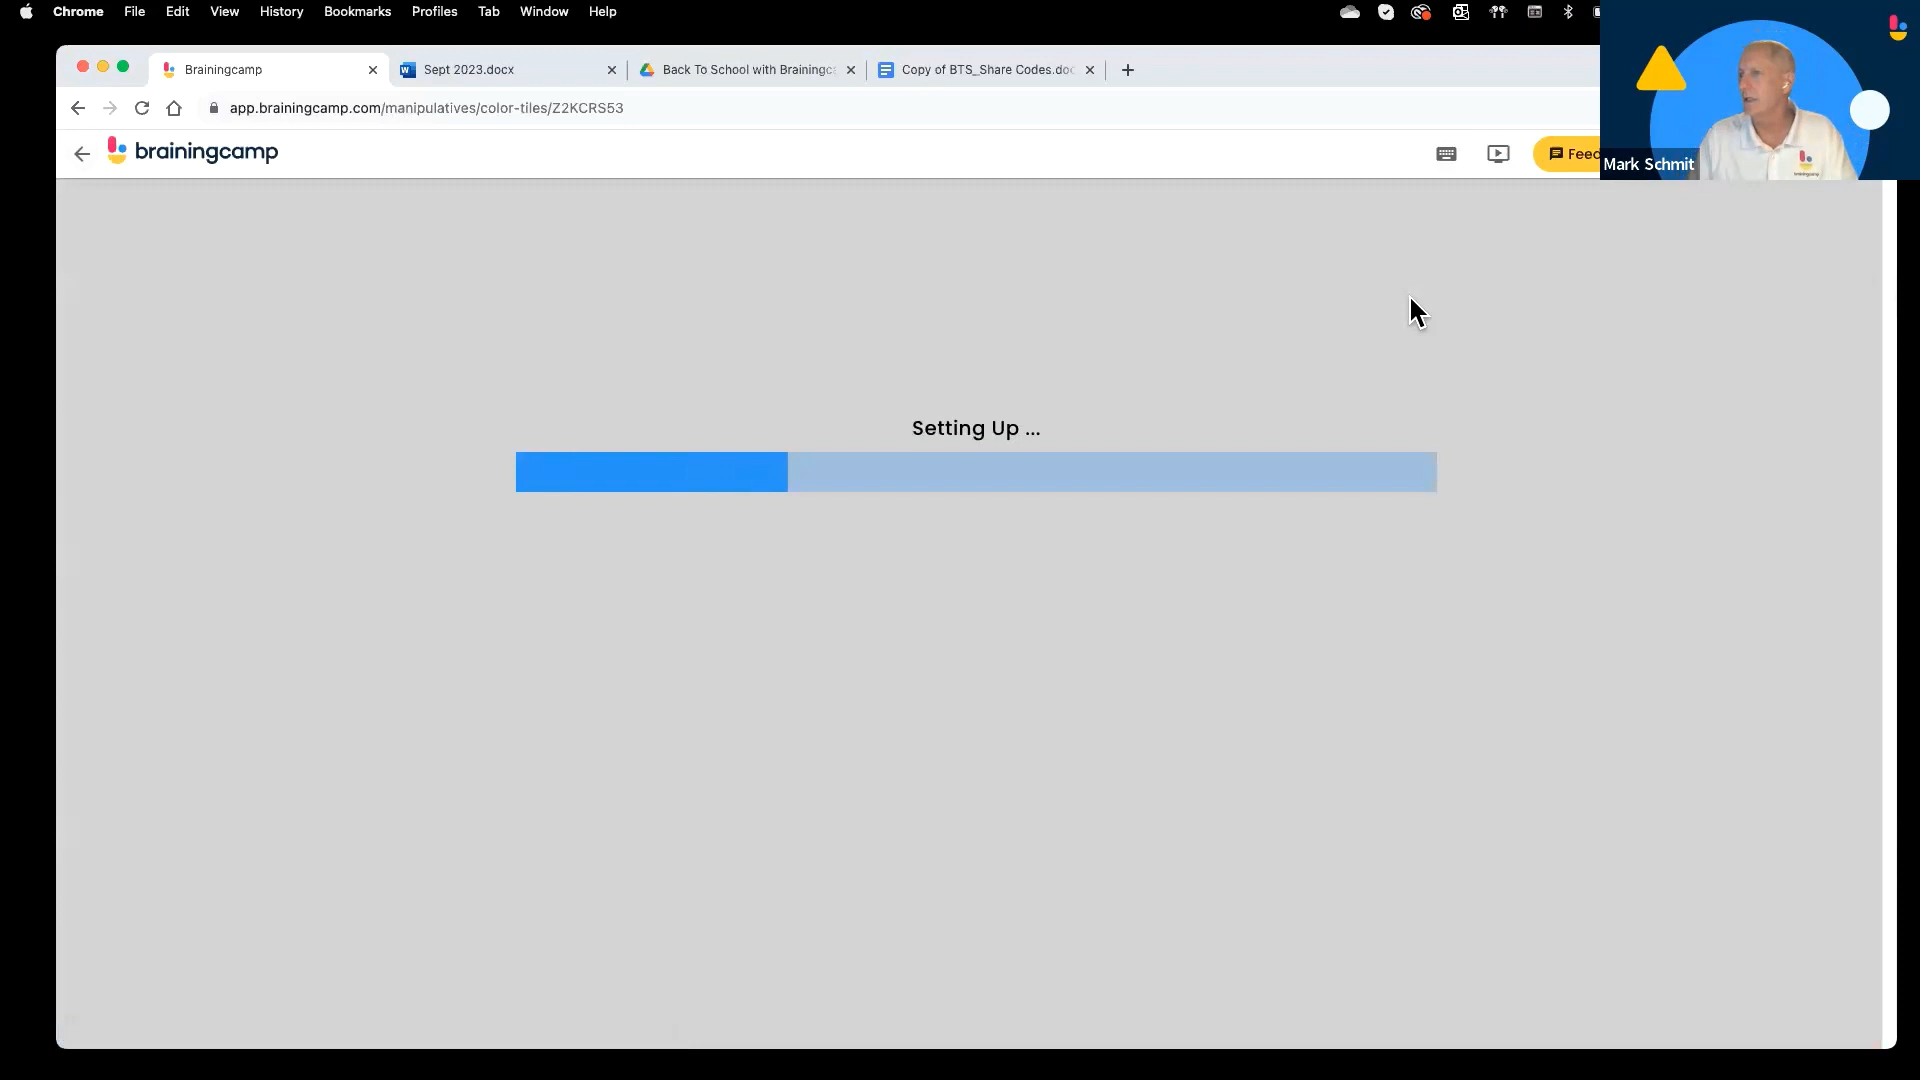 Chrome File Edit View History Bookmarks Profiles Tab Window Help
Brainingcamp
Sept 2023.docx
Back To School with Brainingca
Copy of BTS_Share Codes.doc
app.brainingcamp.com/manipulatives/color-tiles/Z2KCRS53
brainingcamp
Feed
Mark Schmit
Setting Up ...